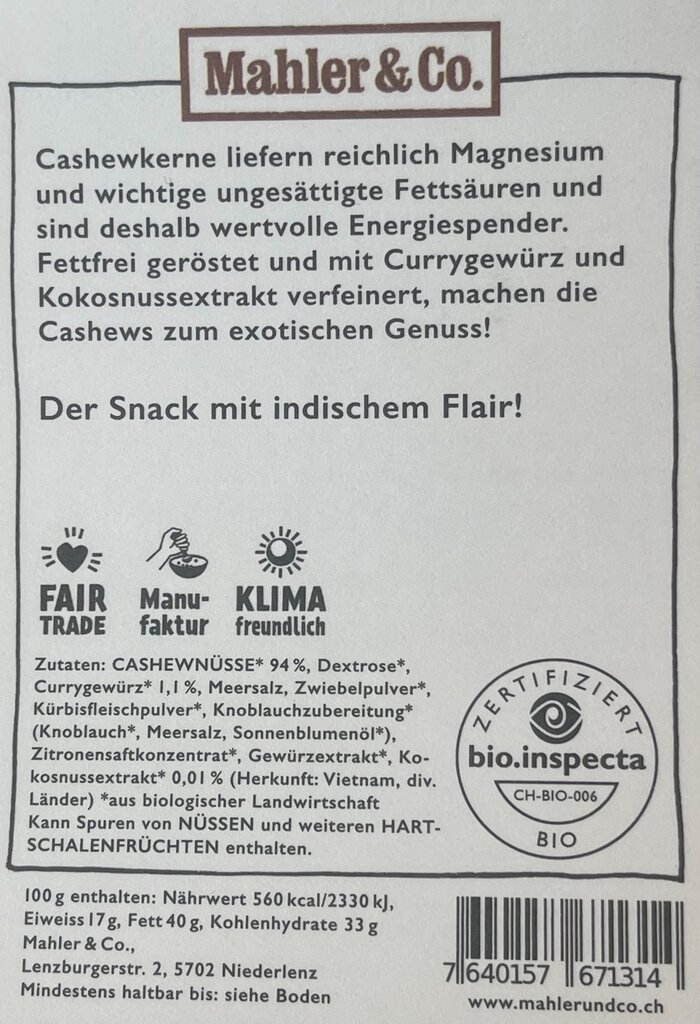 Mahler & Co.
Cashewkerne liefern reichlich Magnesium
und wichtige ungesättigte Fettsäuren und
sind deshalb wertvolle Energiespender.
Fettfrei geröstet und mit Currygewürz und
Kokosnussextrakt verfeinert, machen die
Cashews zum exotischen Genuss!
Der Snack mit indischem Flair!
FAIR
TRADE
Manu-
faktur
KLIMA
freundlich
Zutaten: CASHEWNÜSSE* 94 %, Dextrose*,
Currygewürz* 1,1 %, Meersalz, Zwiebelpulver*,
Kürbisfleischpulver*, Knoblauchzubereitung*
(Knoblauch*, Meersalz, Sonnenblumenöl*),
Zitronensaftkonzentrat*, Gewürzextrakt*, Ko-
kosnussextrakt* 0,01 % (Herkunft: Vietnam, div.
Länder) *aus biologischer Landwirtschaft
Kann Spuren von NÜSSEN und weiteren HART-
SCHALENFRÜCHTEN enthalten.
ZERTIFIZIERT
bio.inspecta
CH-BIO-006
BIO
100 g enthalten: Nährwert 560 kcal/2330 kJ,
Eiweiss 17 g, Fett 40 g, Kohlenhydrate 33 g
Mahler & Co.,
Lenzburgerstr. 2, 5702 Niederlenz
Mindestens haltbar bis: siehe Boden
7 640157 671314
www.mahlerundco.ch